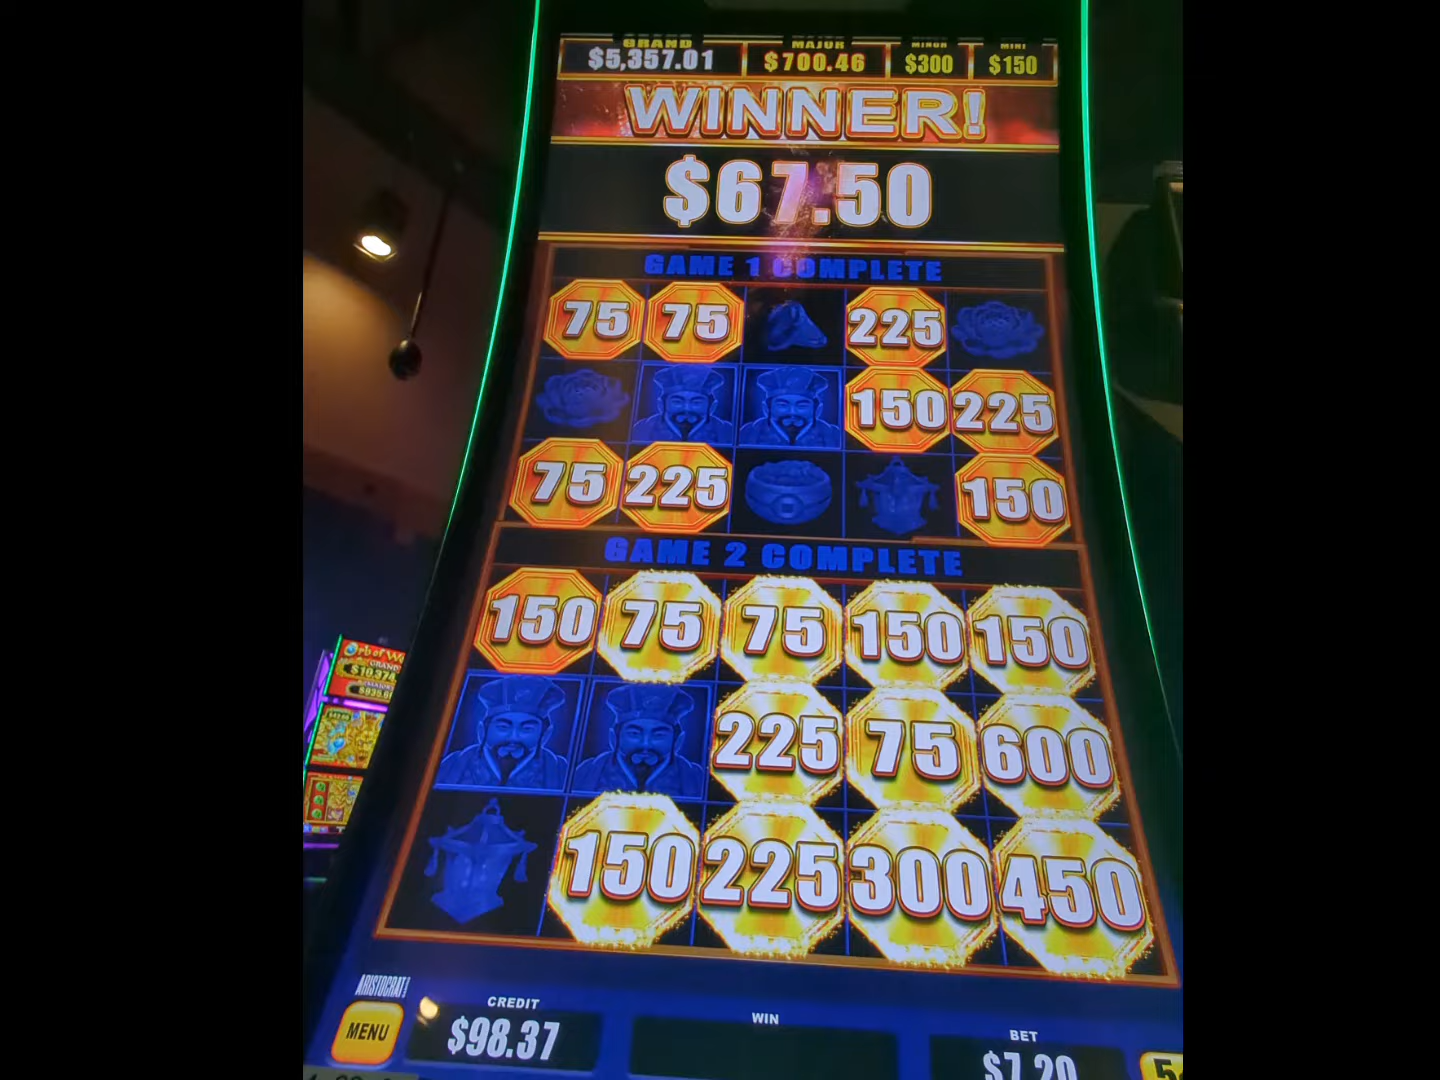 GRAND MAJOR MINOR MINI
$5,357.01 $700.46 $300 $150
WINNER!
$67.50
GAME 1 COMPLETE
75 75 225
150 225
75 225 150
GAME 2 COMPLETE
150 75 75 150 150
225 75 600
150 225 300 450
ARISTOCRAT
MENU
CREDIT
$98.37
WIN
BET
$7.20
GRAND
MAJOR